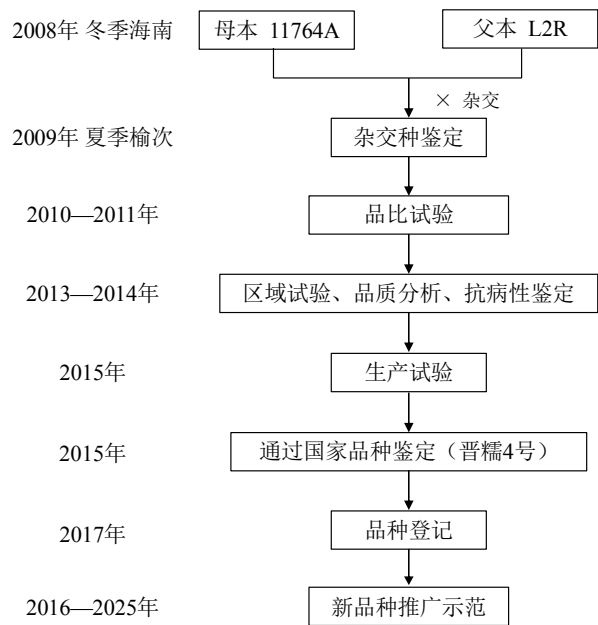 2008年 冬季海南
母本 11764A
父本 L2R
× 杂交
2009年 夏季榆次
杂交种鉴定
2010—2011年
品比试验
2013—2014年
区域试验、品质分析、抗病性鉴定
2015年
生产试验
2015年
通过国家品种鉴定（晋糯4号）
2017年
品种登记
2016—2025年
新品种推广示范